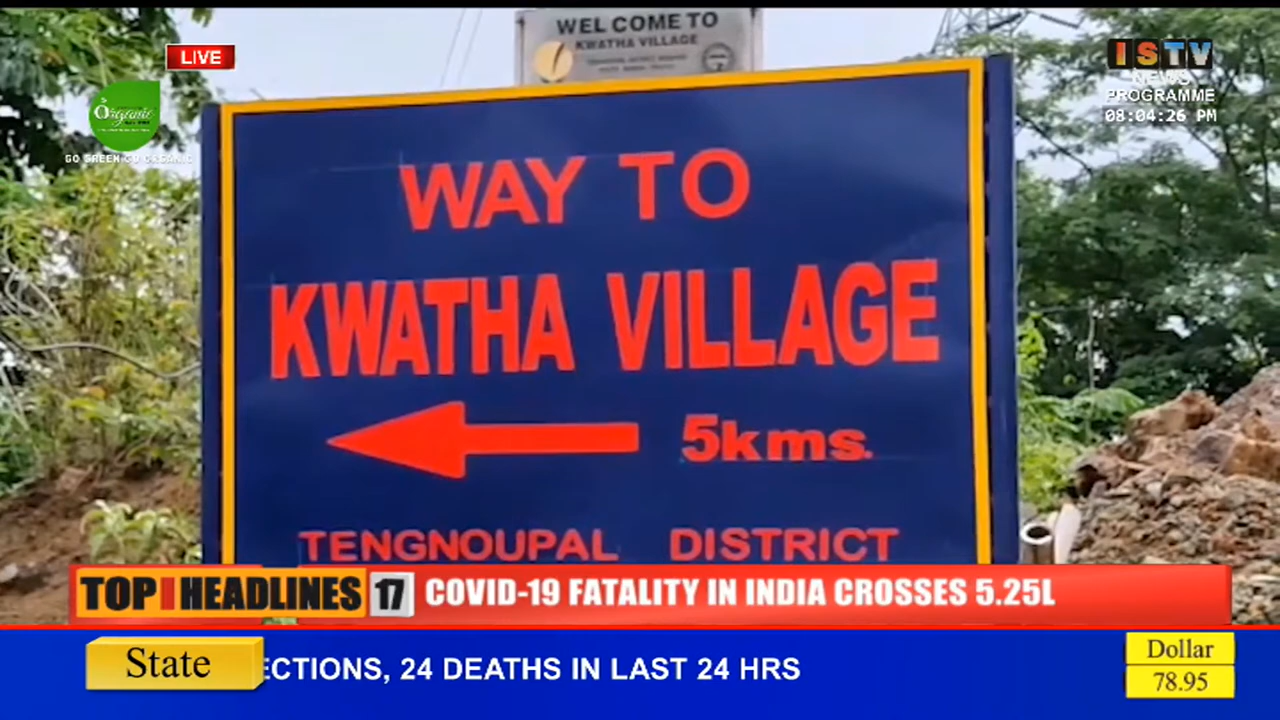 WEL COME TO
KWATHA VILLAGE
LIVE
ISTV
NEWS
PROGRAMME
08:04:26 PM
Organic
GO GREEN GO ORGANIC
WAY TO
KWATHA VILLAGE
5kms.
TENGNOUPAL DISTRICT
TOP HEADLINES 17 COVID-19 FATALITY IN INDIA CROSSES 5.25L
State ECTIONS, 24 DEATHS IN LAST 24 HRS
Dollar
78.95